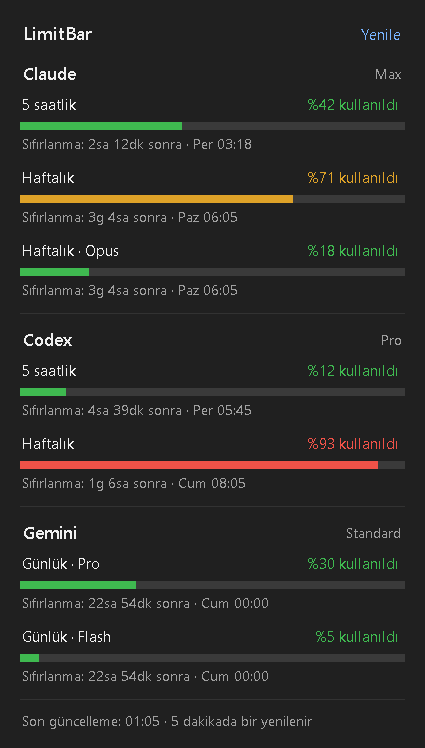 LimitBar Yenile
Claude Max
5 saatlik %42 kullanıldı
Sıfırlanma: 2sa 12dk sonra · Per 03:18
Haftalık %71 kullanıldı
Sıfırlanma: 3g 4sa sonra · Paz 06:05
Haftalık · Opus %18 kullanıldı
Sıfırlanma: 3g 4sa sonra · Paz 06:05
Codex Pro
5 saatlik %12 kullanıldı
Sıfırlanma: 4sa 39dk sonra · Per 05:45
Haftalık %93 kullanıldı
Sıfırlanma: 1g 6sa sonra · Cum 08:05
Gemini Standard
Günlük · Pro %30 kullanıldı
Sıfırlanma: 22sa 54dk sonra · Cum 00:00
Günlük · Flash %5 kullanıldı
Sıfırlanma: 22sa 54dk sonra · Cum 00:00
Son güncelleme: 01:05 · 5 dakikada bir yenilenir